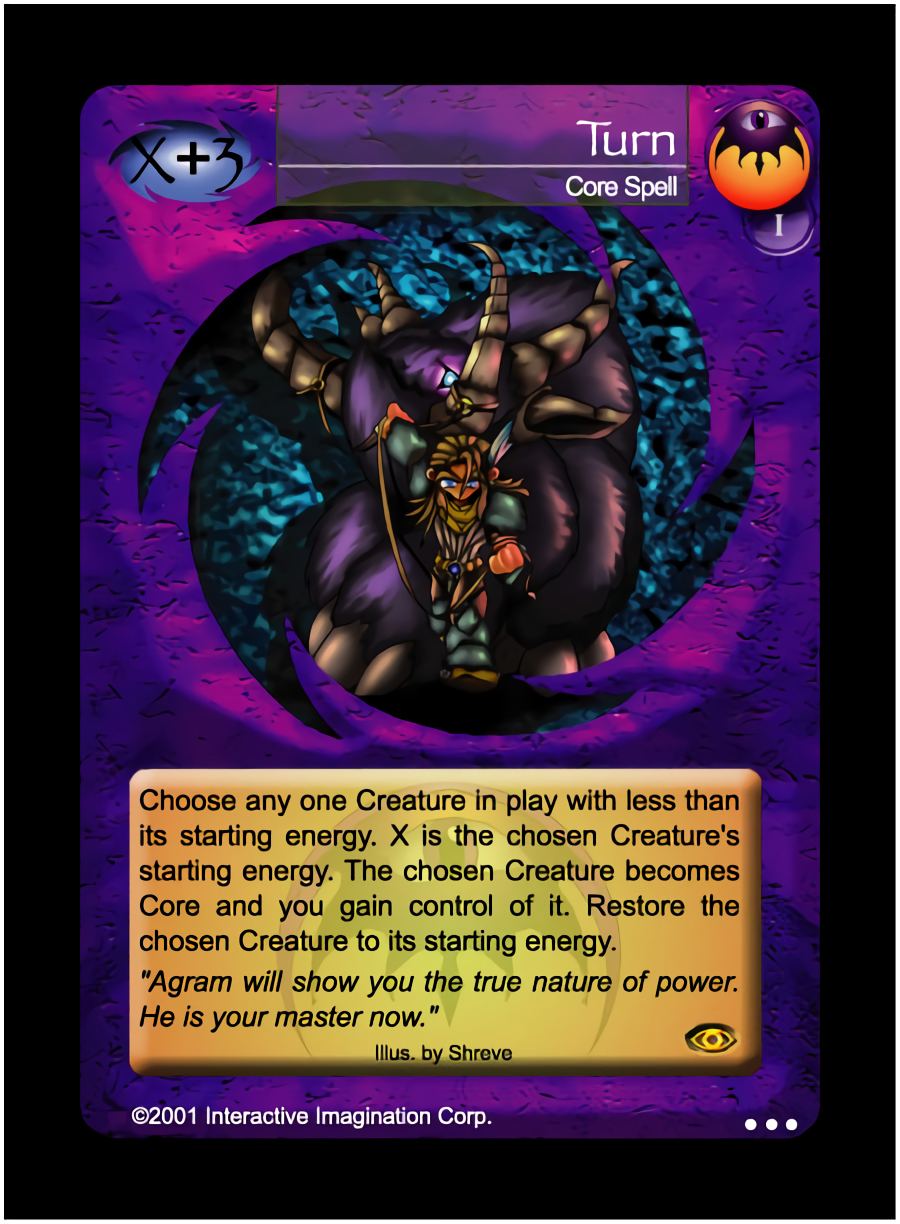 X+3
Turn
Core Spell
I
Choose any one Creature in play with less than
its starting energy. X is the chosen Creature's
starting energy. The chosen Creature becomes
Core and you gain control of it. Restore the
chosen Creature to its starting energy.
"Agram will show you the true nature of power.
He is your master now."
Illus. by Shreve
©2001 Interactive Imagination Corp.